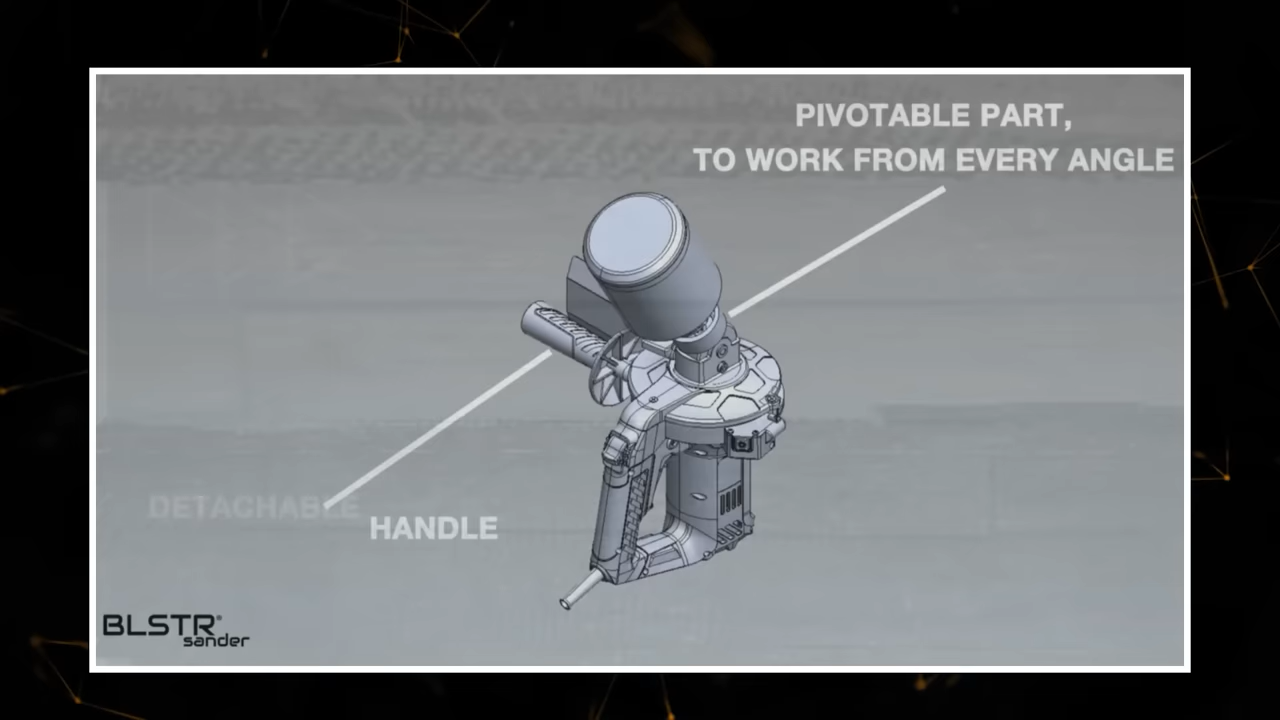 PIVOTABLE PART,
TO WORK FROM EVERY ANGLE
DETACHABLE
HANDLE
BLSTR®
sander